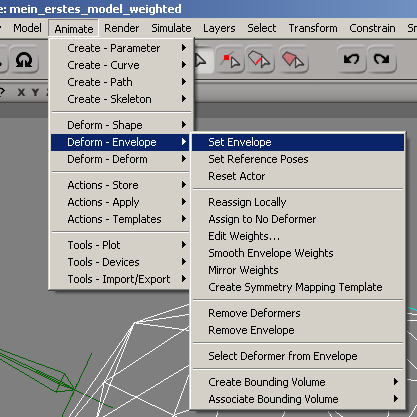 e: mein_erstes_model_weighted
Model Animate Render Simulate Layers Select Transform Constrain
? X Y
Create - Parameter
Create - Curve
Create - Path
Create - Skeleton
Deform - Shape
Deform - Envelope
Deform - Deform
Actions - Store
Actions - Apply
Actions - Templates
Tools - Plot
Tools - Devices
Tools - Import/Export
Set Envelope
Set Reference Poses
Reset Actor
Reassign Locally
Assign to No Deformer
Edit Weights...
Smooth Envelope Weights
Mirror Weights
Create Symmetry Mapping Template
Remove Deformers
Remove Envelope
Select Deformer from Envelope
Create Bounding Volume
Associate Bounding Volume